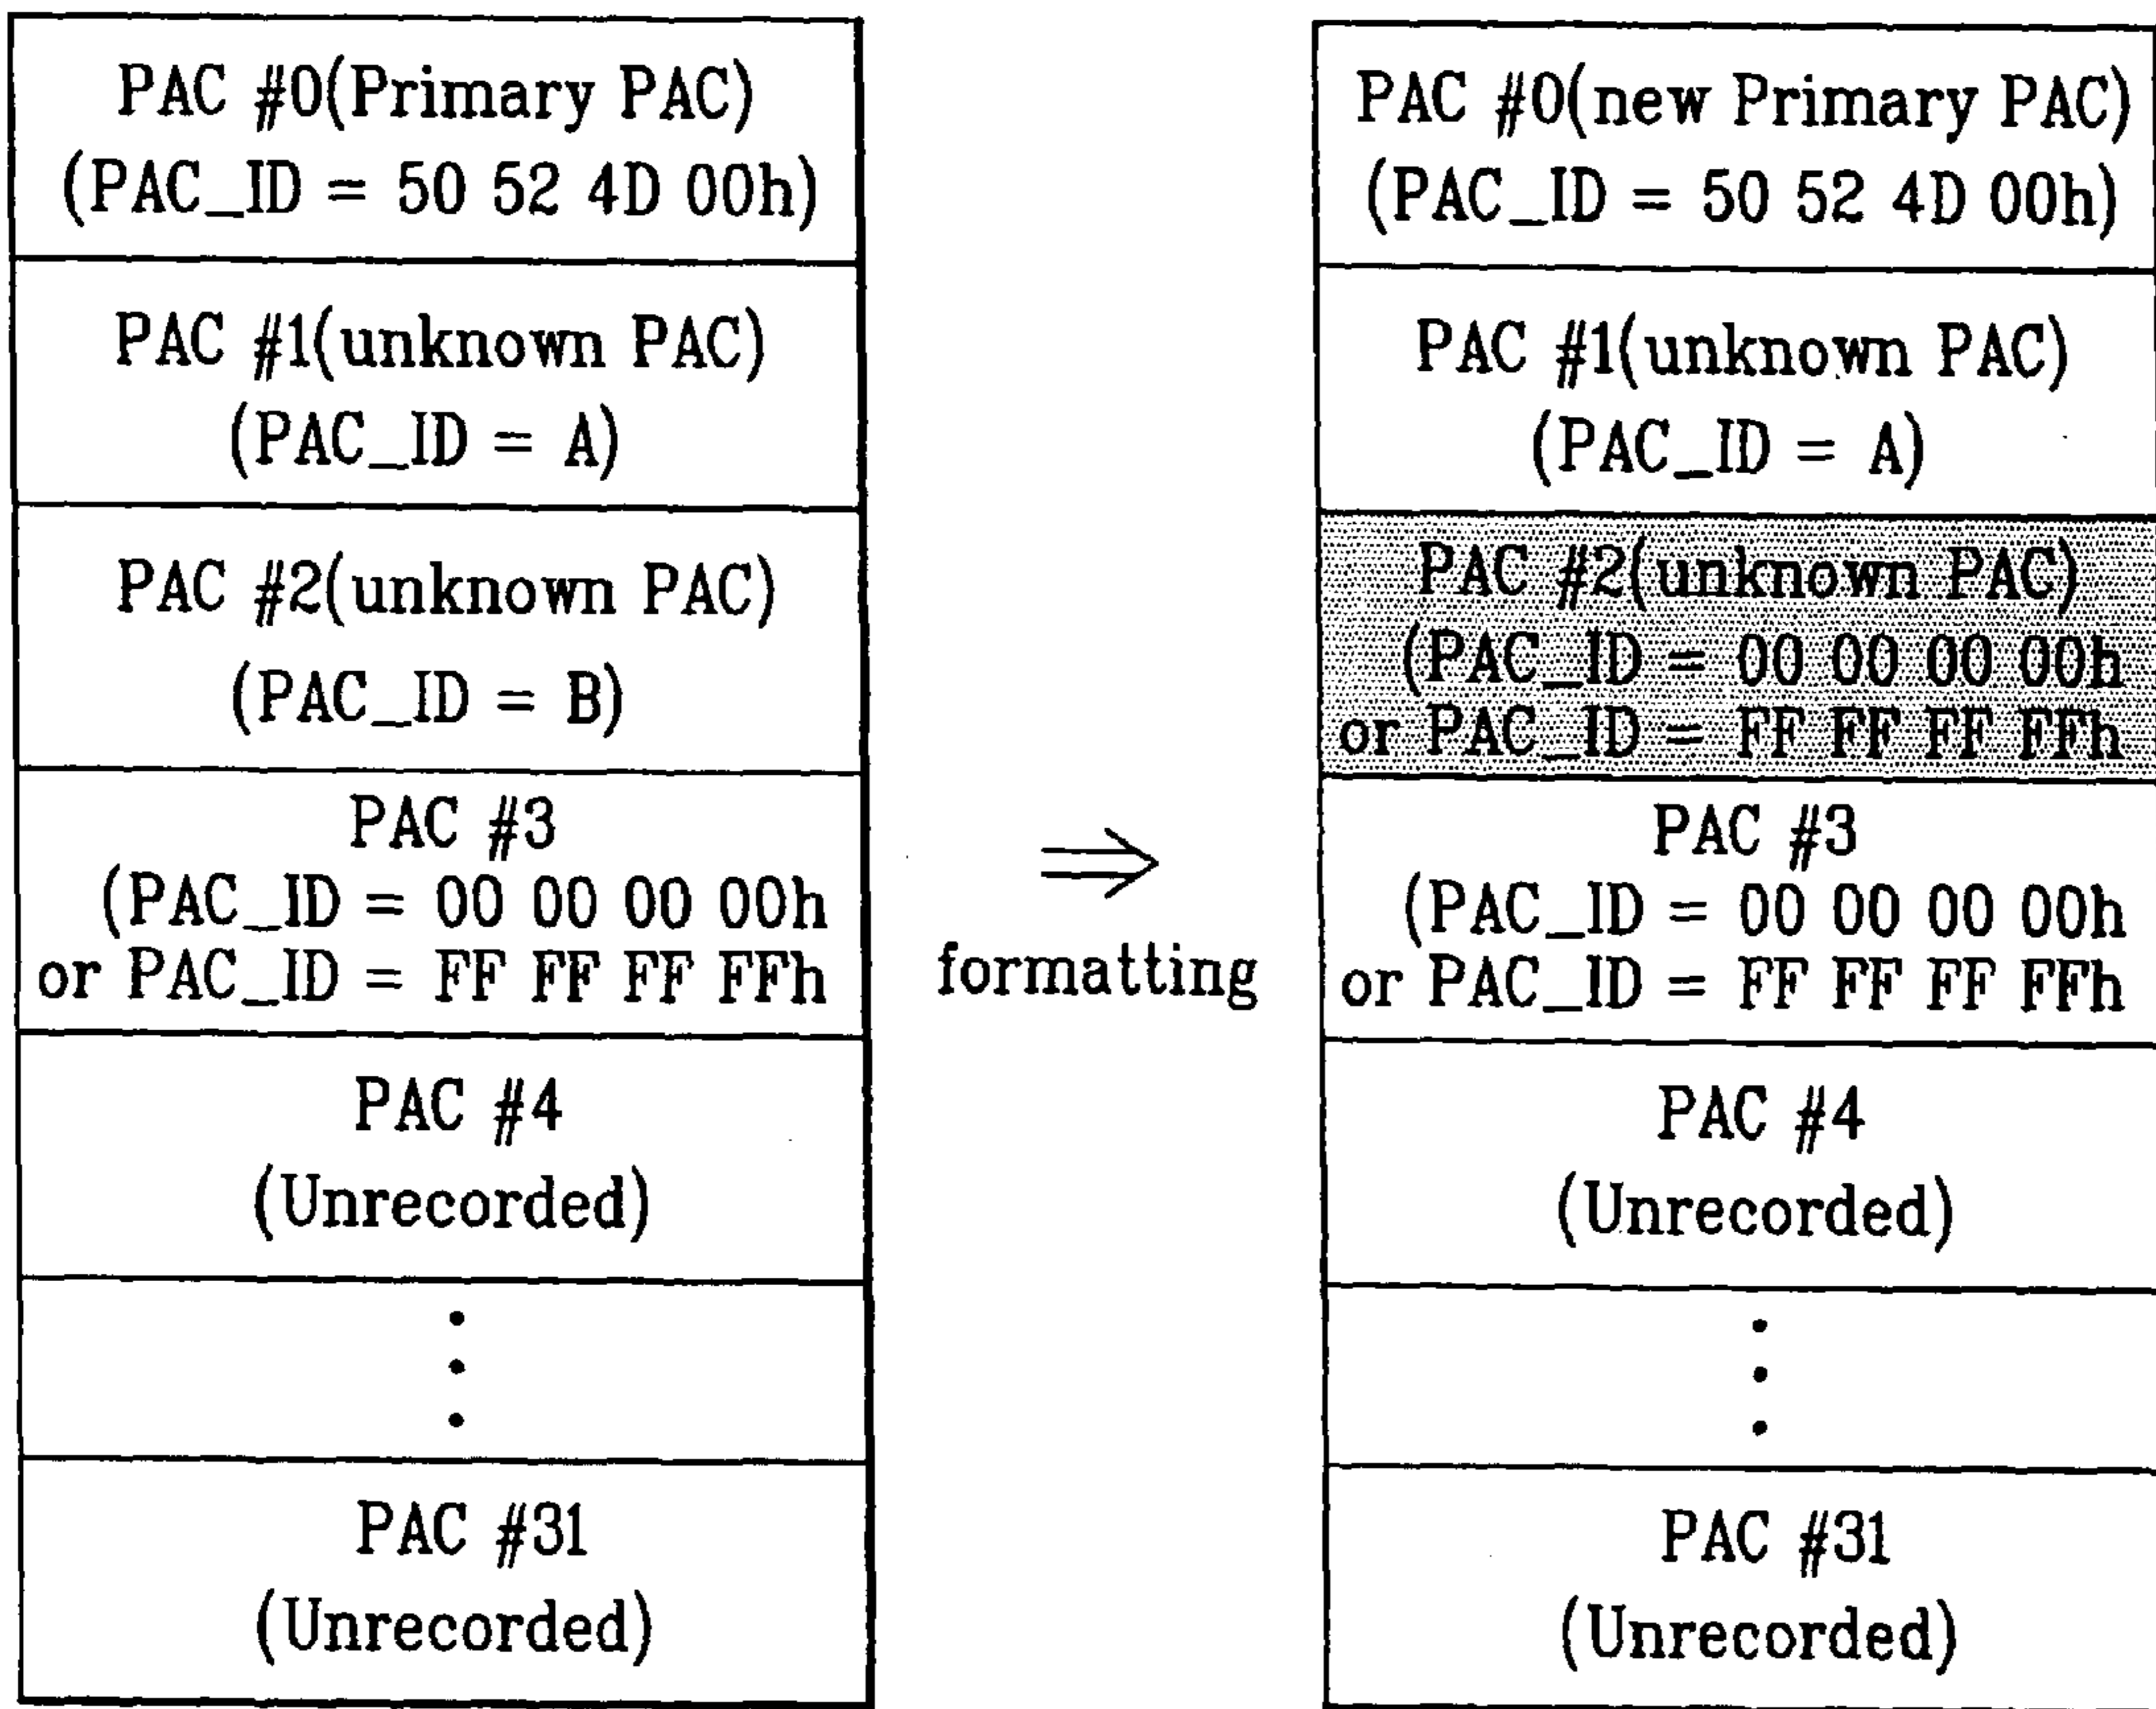 PAC #0(Primary PAC)
(PAC_ID = 50 52 4D 00h)
PAC #1(unknown PAC)
(PAC_ID = A)
PAC #2(unknown PAC)
(PAC_ID = B)
PAC #3
(PAC_ID = 00 00 00 00h
or PAC_ID = FF FF FF FFh
PAC #4
(Unrecorded)
PAC #31
(Unrecorded)
⇒
formatting
PAC #0(new Primary PAC)
(PAC_ID = 50 52 4D 00h)
PAC #1(unknown PAC)
(PAC_ID = A)
PAC #2(unknown PAC)
(PAC_ID = 00 00 00 00h
or PAC_ID = FF FF FF FFh
PAC #3
(PAC_ID = 00 00 00 00h
or PAC_ID = FF FF FF FFh
PAC #4
(Unrecorded)
PAC #31
(Unrecorded)